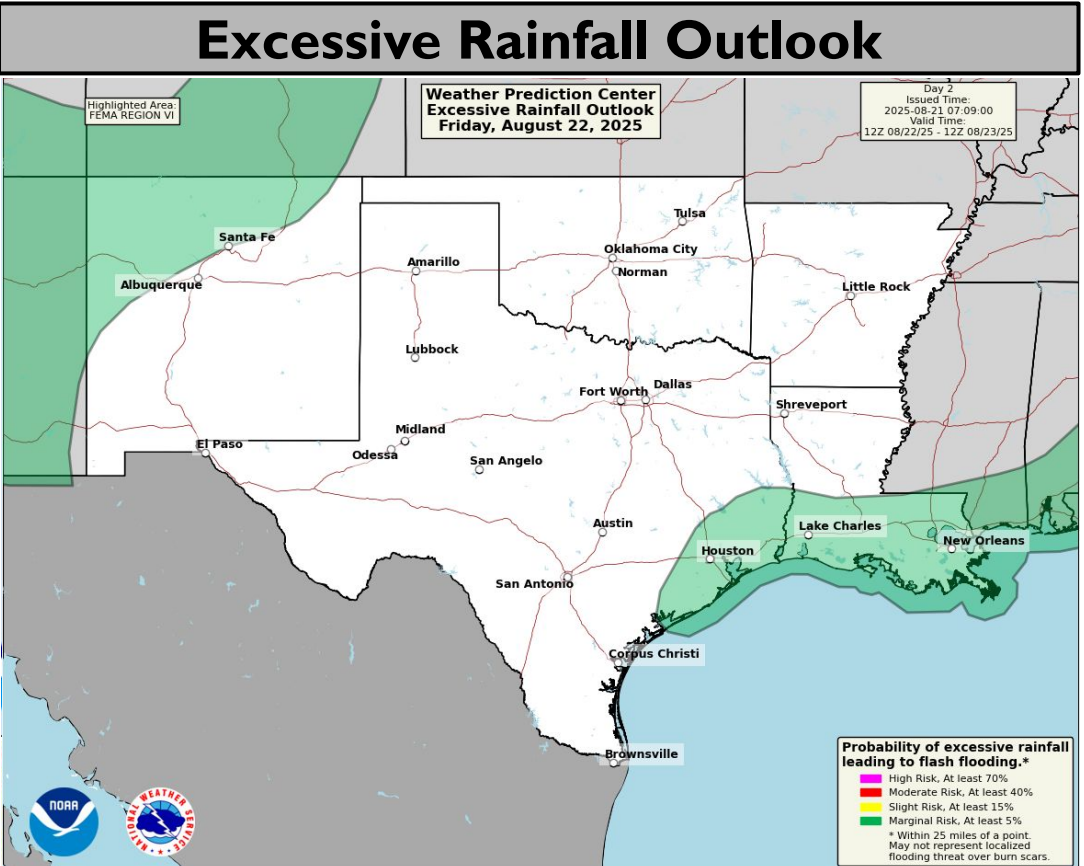 Excessive Rainfall Outlook
Highlighted Area:
FEMA REGION VI
Weather Prediction Center
Excessive Rainfall Outlook
Friday, August 22, 2025
Day 2
Issued Time:
2025-08-21 07:09:00
Valid Time:
12Z 08/22/25 - 12Z 08/23/25
Tulsa
Santa Fe
Oklahoma City
Amarillo
Norman
Albuquerque
Little Rock
Lubbock
Fort Worth
Dallas
Shreveport
Midland
El Paso
Odessa
San Angelo
Austin
Lake Charles
New Orleans
Houston
San Antonio
Corpus Christi
Brownsville
Probability of excessive rainfall
leading to flash flooding.*
High Risk, At least 70%
Moderate Risk, At least 40%
Slight Risk, At least 15%
Marginal Risk, At least 5%
* Within 25 miles of a point.
May not represent localized
flooding threat over burn scars.
NOAA
NATIONAL WEATHER SERVICE